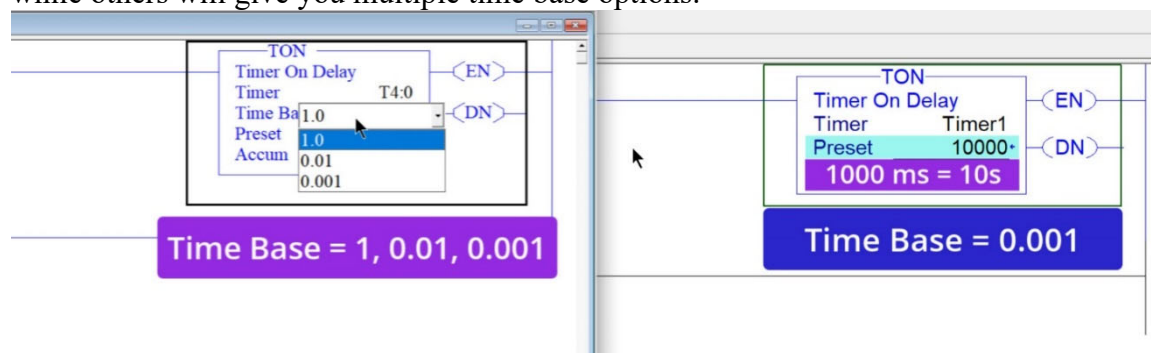 while others will give you multiple time base options.
TON
Timer On Delay
EN
Timer T4:0
Time Ba 1.0
DN
Preset
1.0
Accum
0.01
0.001
Time Base = 1, 0.01, 0.001
TON
Timer On Delay
EN
Timer Timer1
Preset 10000
DN
1000 ms = 10s
Time Base = 0.001